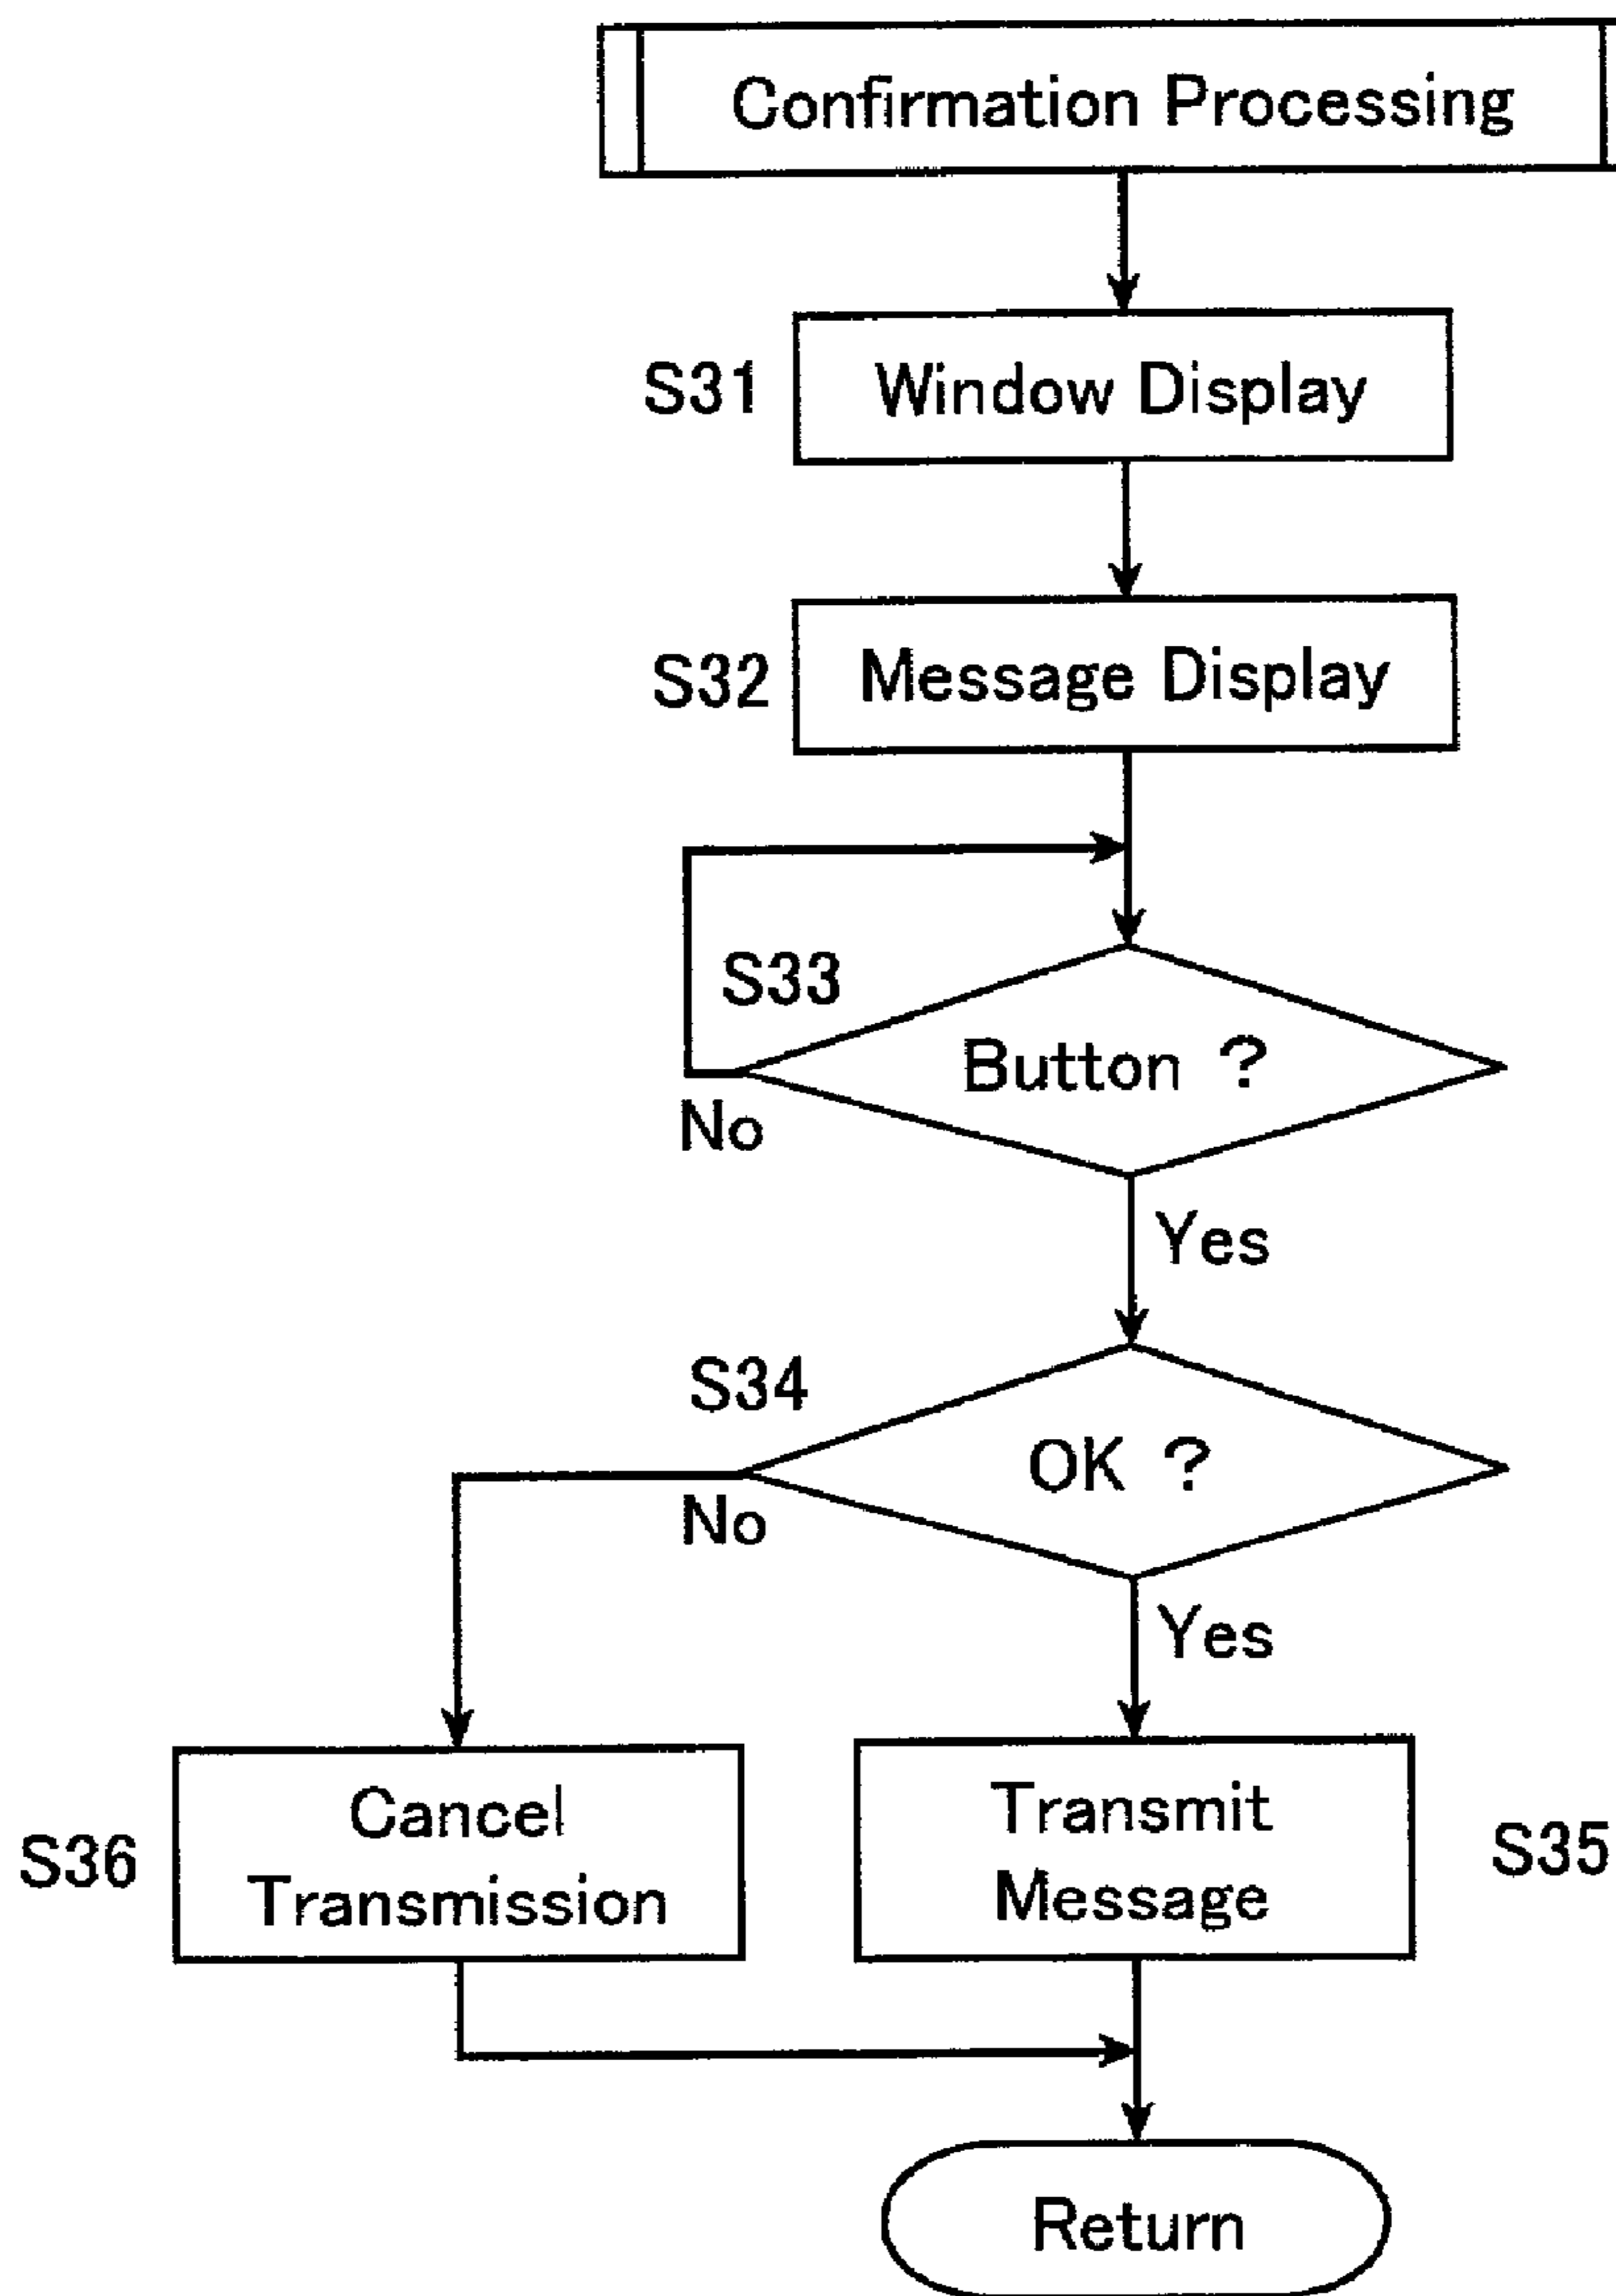 Confirmation Processing
S31
Window Display
S32
Message Display
S33
Button ?
No
Yes
S34
OK ?
No
Yes
S36
Cancel
Transmission
Transmit
Message
S35
Return